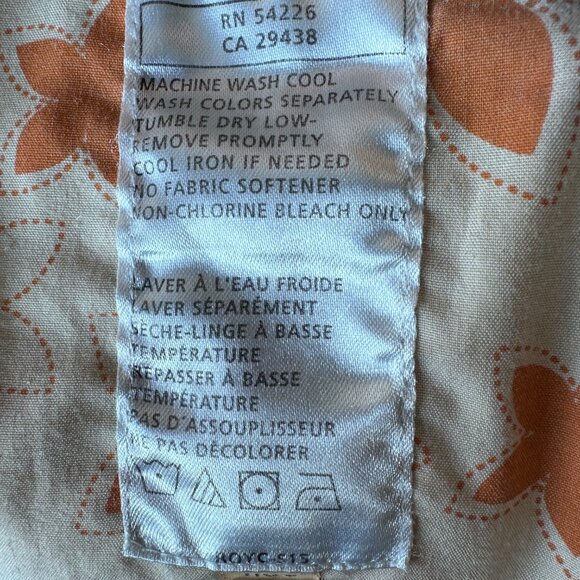 RN 54226
CA 29438
MACHINE WASH COOL
WASH COLORS SEPARATELY
TUMBLE DRY LOW-
REMOVE PROMPTLY
COOL IRON IF NEEDED
NO FABRIC SOFTENER
NON-CHLORINE BLEACH ONLY
LAVER À L'EAU FROIDE
LAVER SÉPARÉMENT
SÈCHE-LINGE À BASSE
TEMPÉRATURE
REPASSER À BASSE
TEMPÉRATURE
PAS D'ASSOUPLISSEUR
NE PAS DÉCOLORER